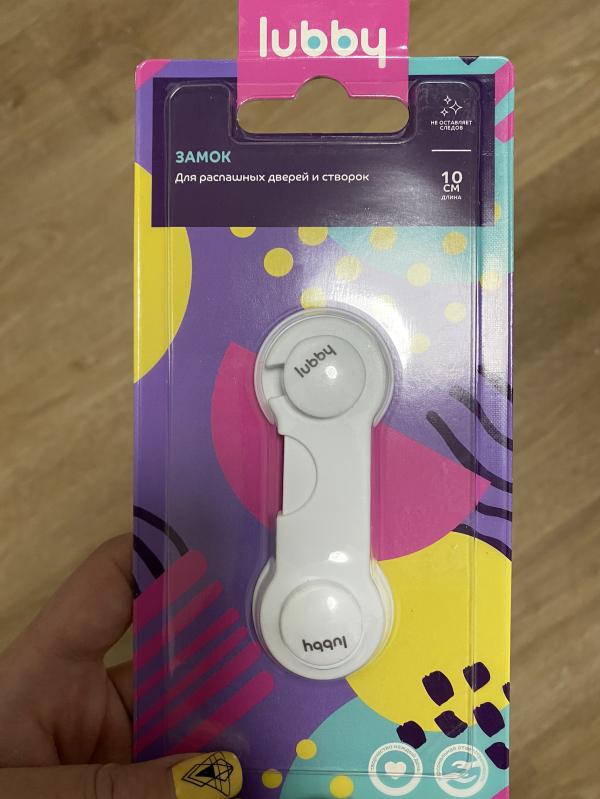 lubby
НЕ ОСТАВЛЯЕТ
СЛЕДОВ
ЗАМОК
Для распашных дверей и створок
10
СМ
ДЛИНА
lubby
lubby